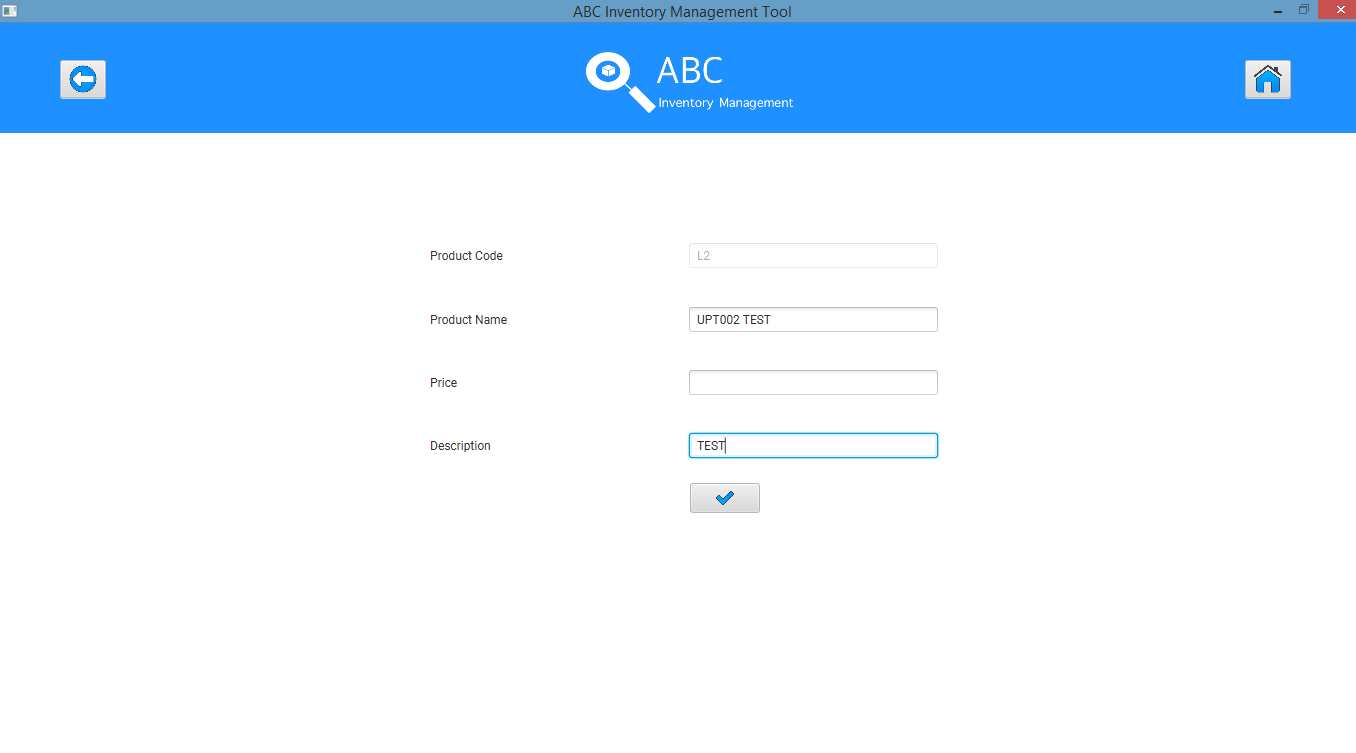 ABC Inventory Management Tool
ABC
Inventory Management
Product Code L2
Product Name UPT002 TEST
Price
Description TEST